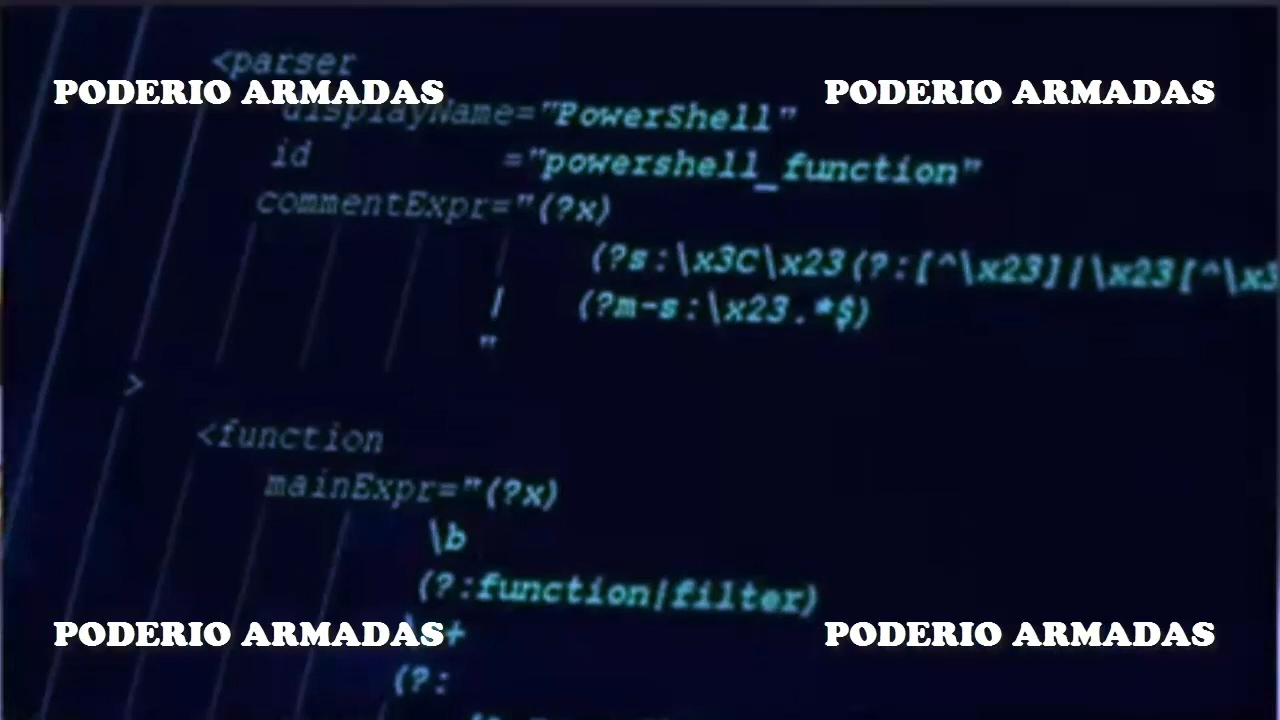 <parser
PODERIO ARMADAS
PODERIO ARMADAS
displayName="PowerShell"
id ="powershell_function"
commentExpr="(?x)
(?s:\x3C\x23(?:[^\x23]|\x23[^\x3
| (?m-s:\x23.*$)
"
>
<function
mainExpr="(?x)
\b
(?:function|filter)
PODERIO ARMADAS
PODERIO ARMADAS
(?: